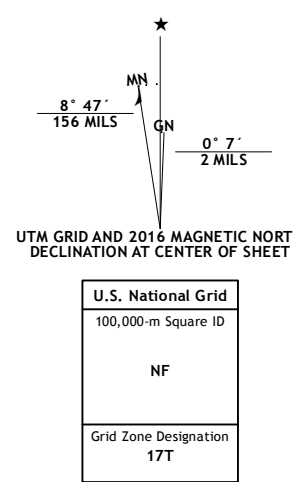 MN
8° 47´
156 MILS
GN
0° 7´
2 MILS
UTM GRID AND 2016 MAGNETIC NORT
DECLINATION AT CENTER OF SHEET
U.S. National Grid
100,000-m Square ID
NF
Grid Zone Designation
17T